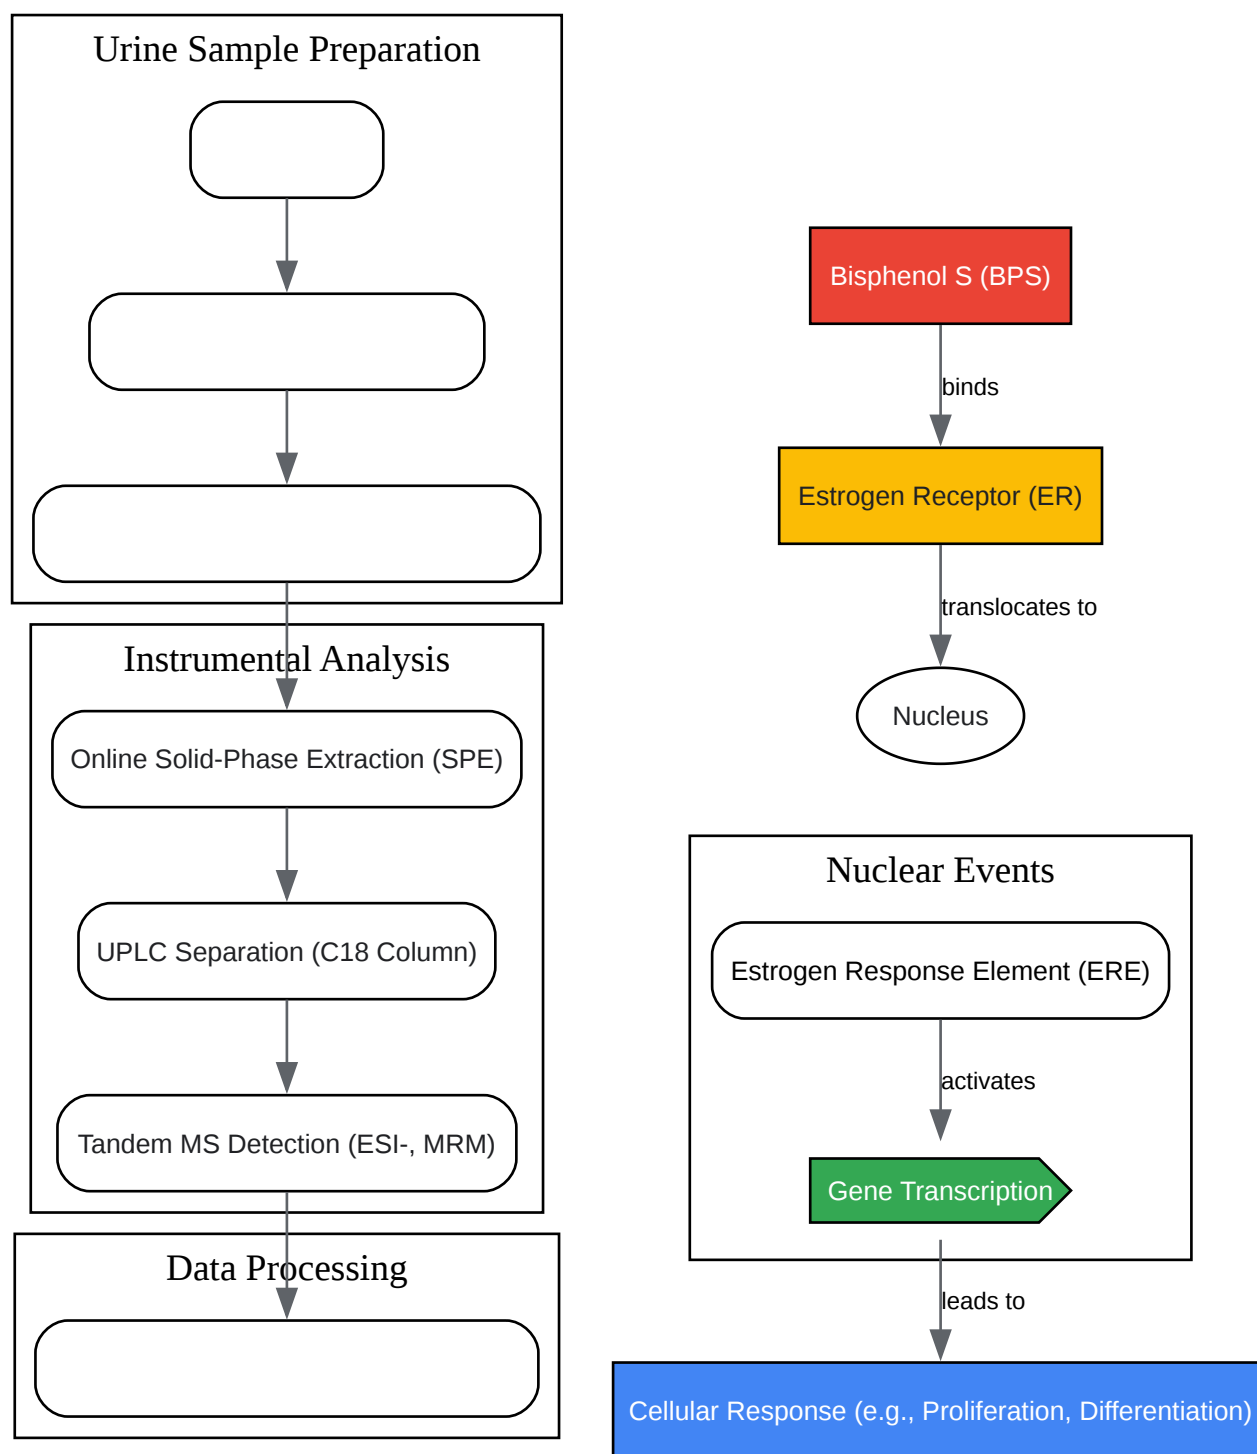 Urine Sample Preparation
Instrumental Analysis
Online Solid-Phase Extraction (SPE)
UPLC Separation (C18 Column)
Tandem MS Detection (ESI-, MRM)
Data Processing
Bisphenol S (BPS)
binds
Estrogen Receptor (ER)
translocates to
Nucleus
Nuclear Events
Estrogen Response Element (ERE)
activates
Gene Transcription
leads to
Cellular Response (e.g., Proliferation, Differentiation)